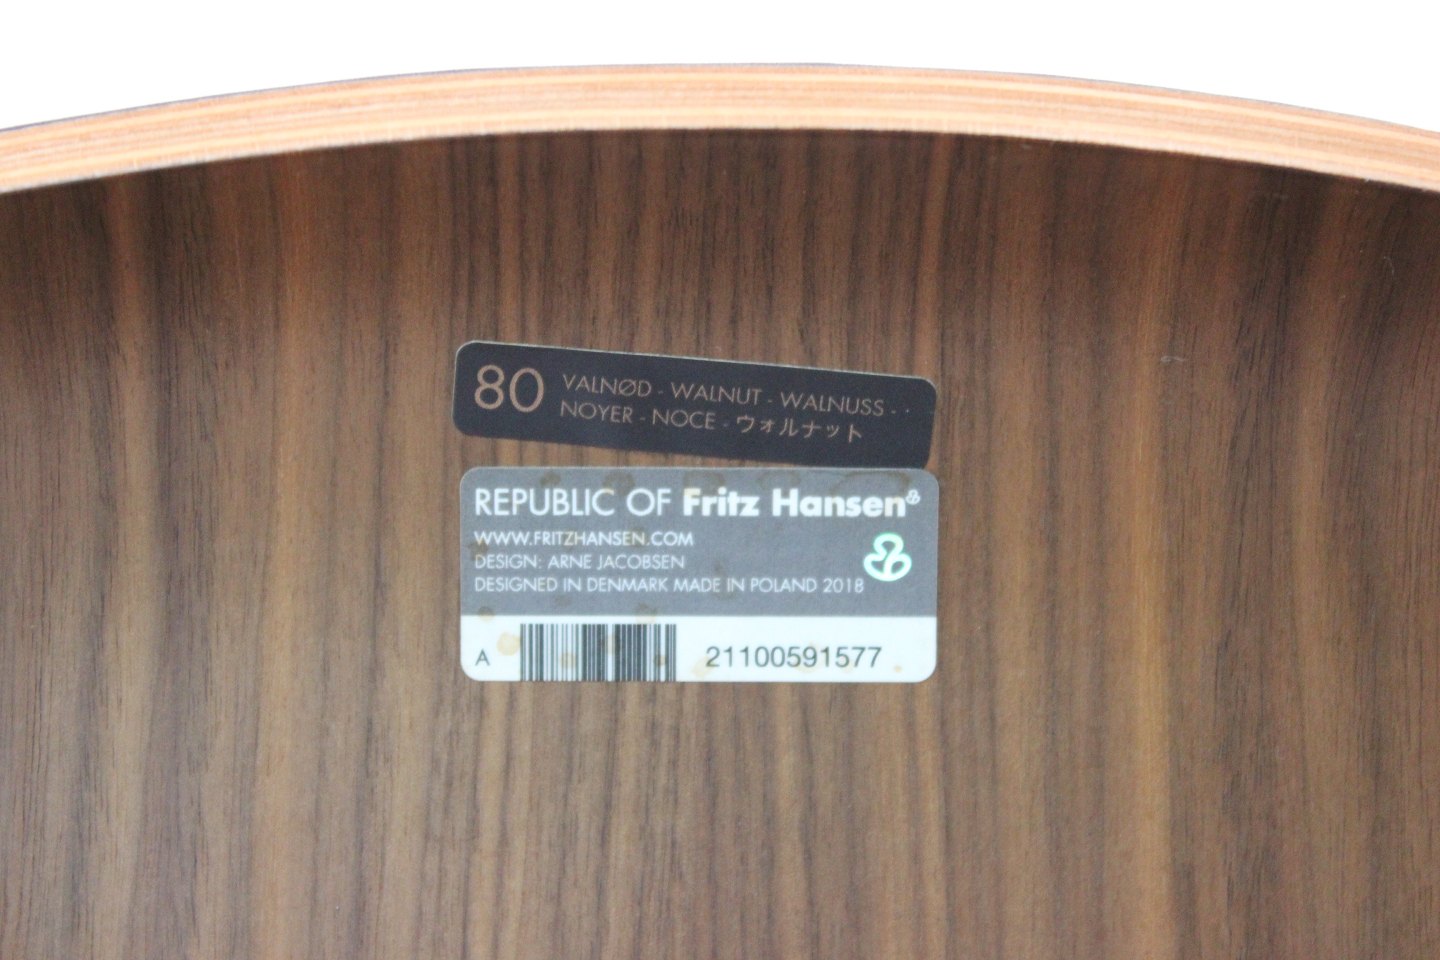 80
VALNØD - WALNUT - WALNUSS -
NOYER - NOCE - ウォルナット
REPUBLIC OF Fritz Hansen
WWW.FRITZHANSEN.COM
DESIGN: ARNE JACOBSEN
DESIGNED IN DENMARK MADE IN POLAND 2018
A 21100591577